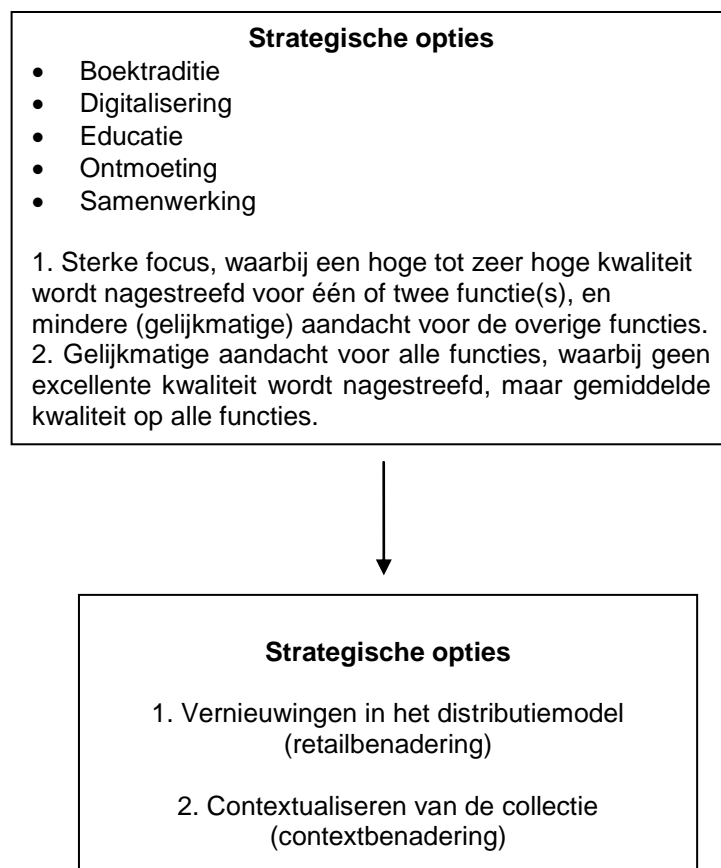 Strategische opties
• Boektraditie
• Digitalisering
• Educatie
• Ontmoeting
• Samenwerking
1. Sterke focus, waarbij een hoge tot zeer hoge kwaliteit
wordt nagestreefd voor één of twee functie(s), en
mindere (gelijkmatige) aandacht voor de overige functies.
2. Gelijkmatige aandacht voor alle functies, waarbij geen
excellente kwaliteit wordt nagestreefd, maar gemiddelde
kwaliteit op alle functies.
Strategische opties
1. Vernieuwingen in het distributiemodel
(retailbenadering)
2. Contextualiseren van de collectie
(contextbenadering)